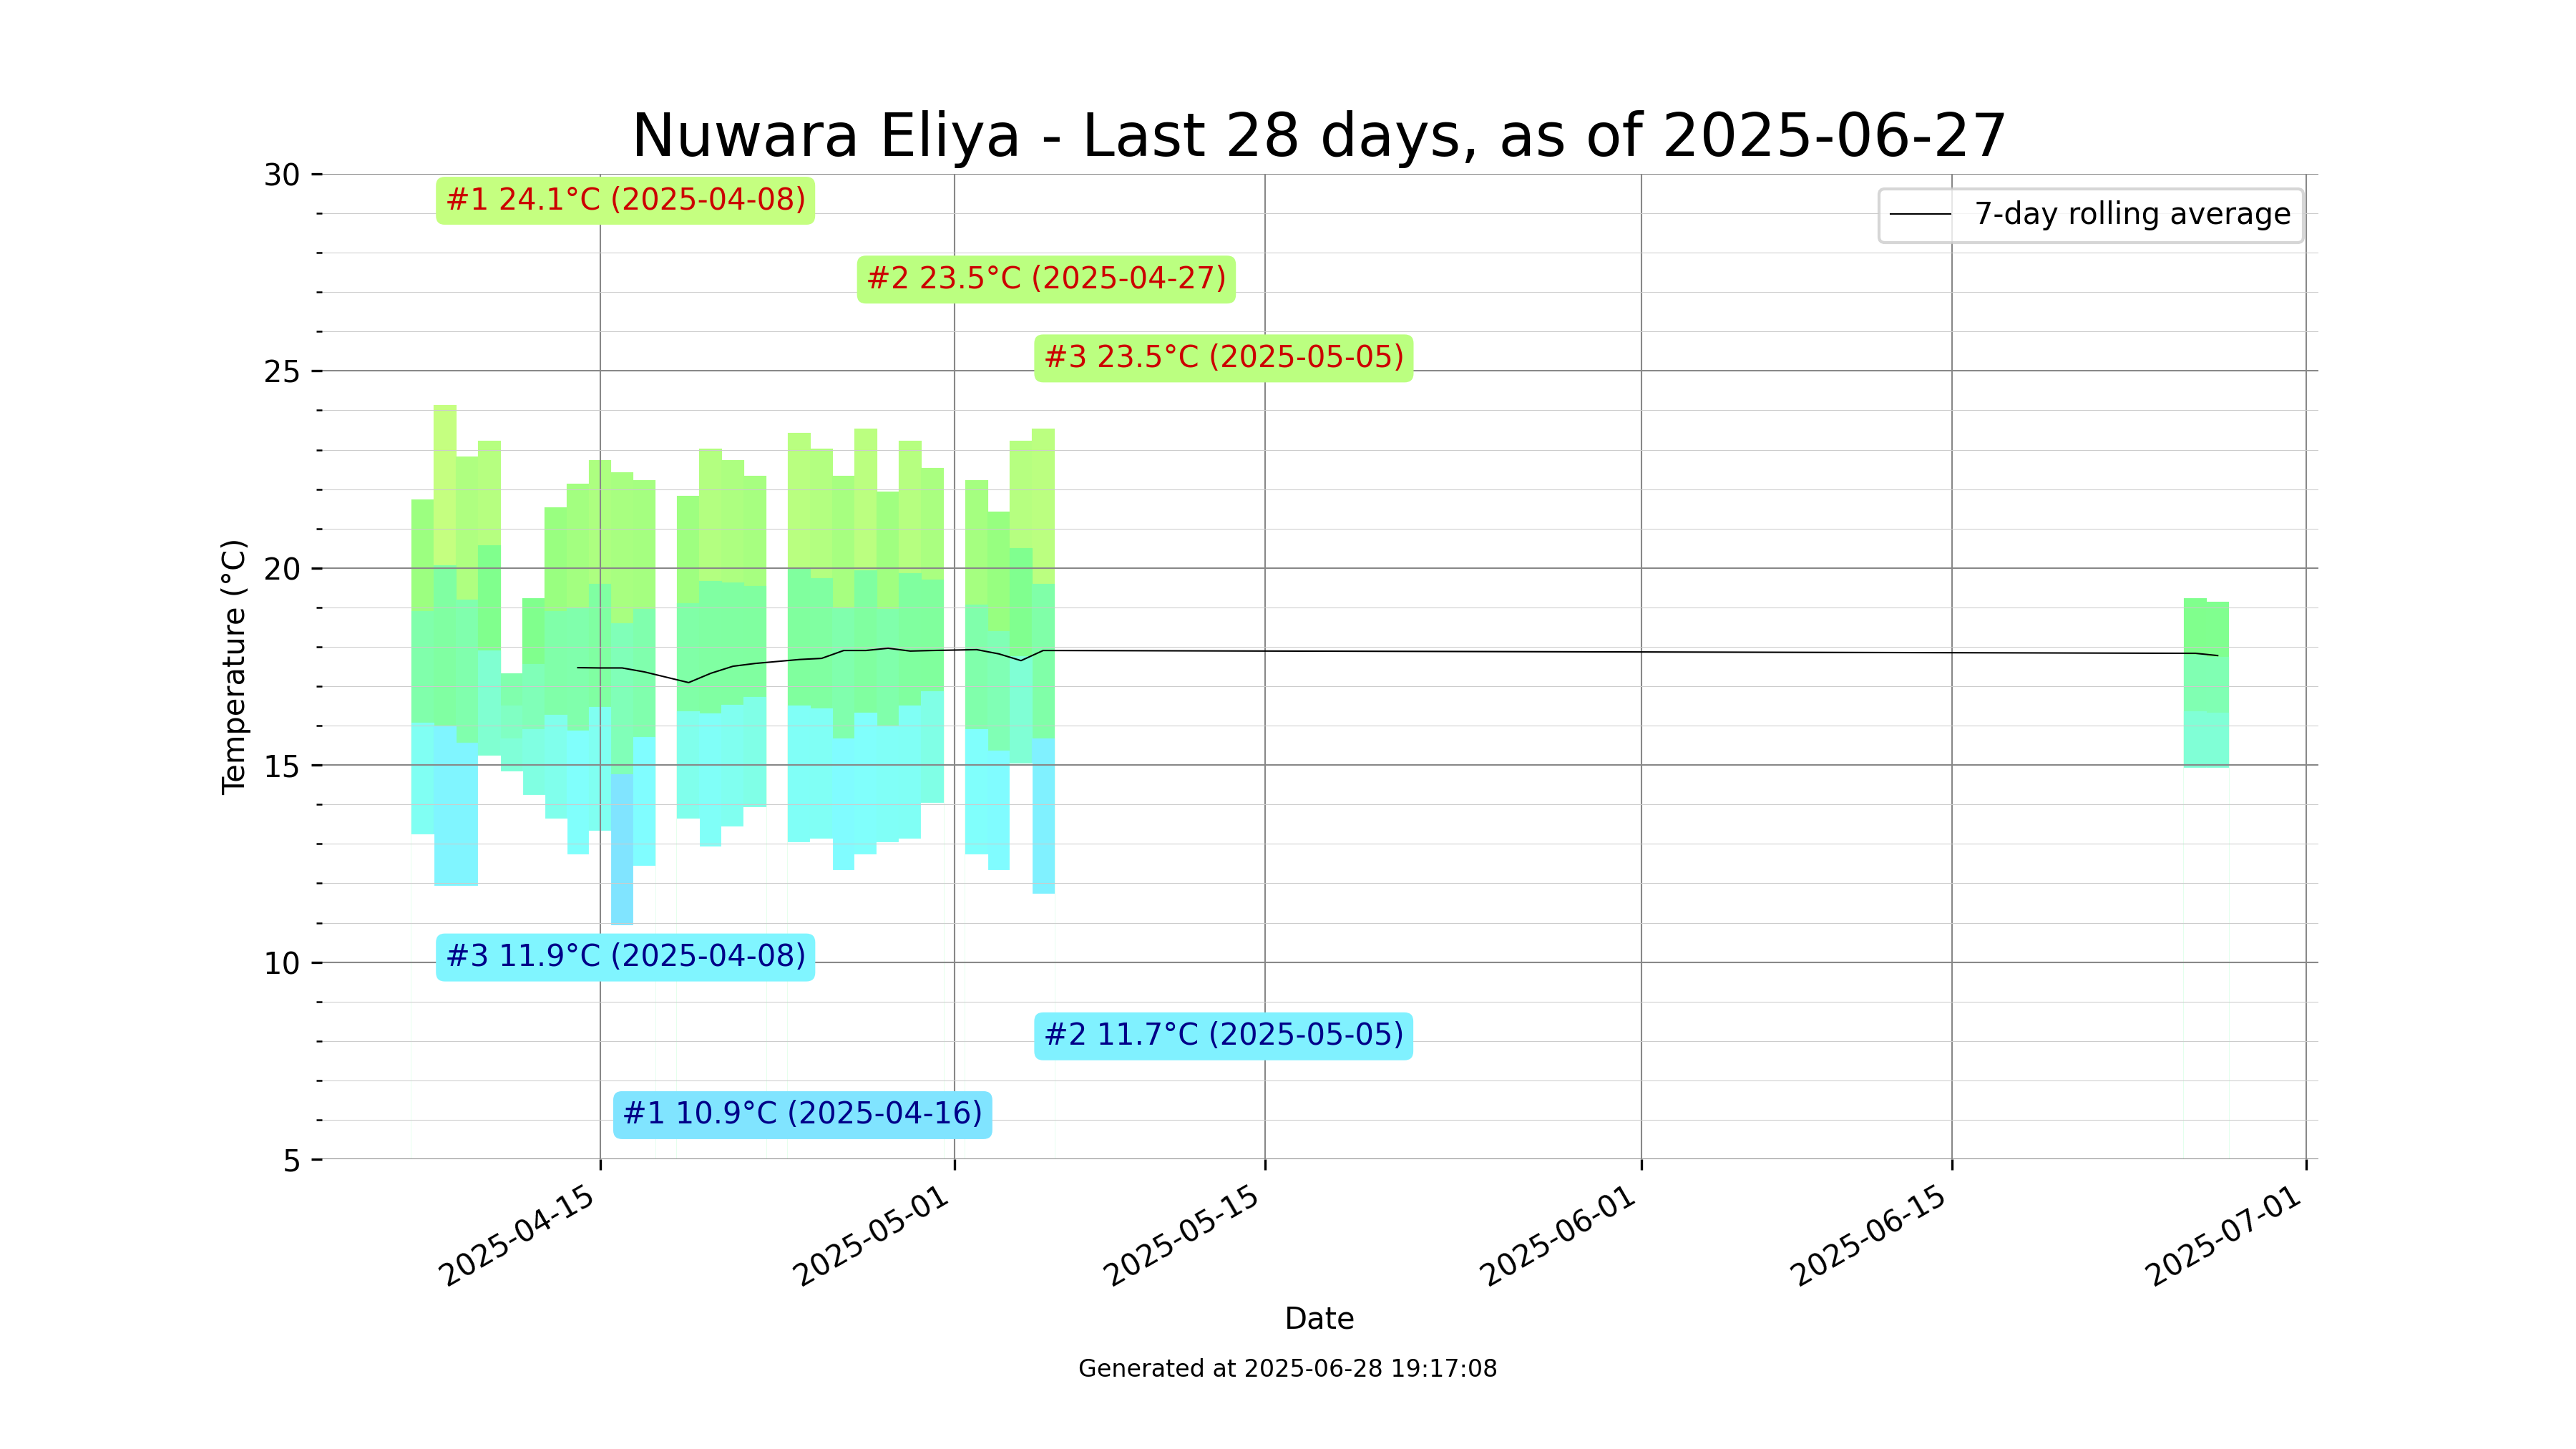 Nuwara Eliya - Last 28 days, as of 2025-06-27
30
25
20
15
10
5
Temperature (°C)
7-day rolling average
#1 24.1°C (2025-04-08)
#2 23.5°C (2025-04-27)
#3 23.5°C (2025-05-05)
#3 11.9°C (2025-04-08)
#2 11.7°C (2025-05-05)
#1 10.9°C (2025-04-16)
2025-04-15
2025-05-01
2025-05-15
2025-06-01
2025-06-15
2025-07-01
Date
Generated at 2025-06-28 19:17:08